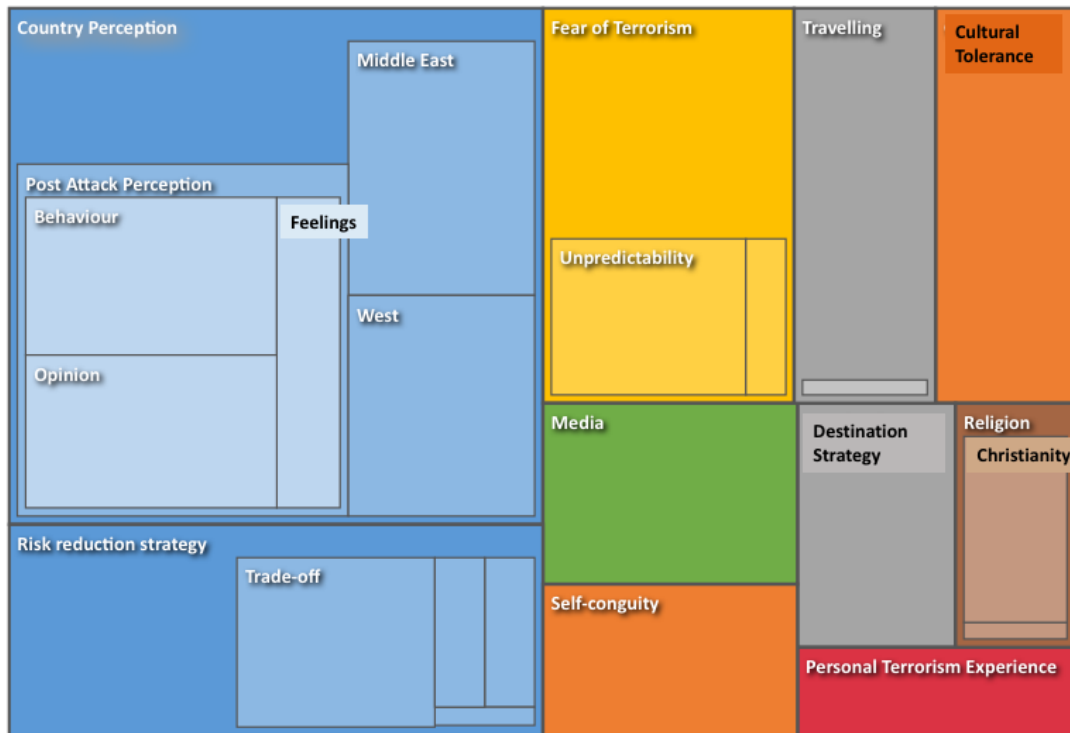 Country Perception
Middle East
Post Attack Perception
Behaviour
Feelings
Opinion
West
Risk reduction strategy
Trade-off
Fear of Terrorism
Unpredictability
Travelling
Cultural
Tolerance
Media
Destination
Strategy
Religion
Christianity
Self-conguity
Personal Terrorism Experience